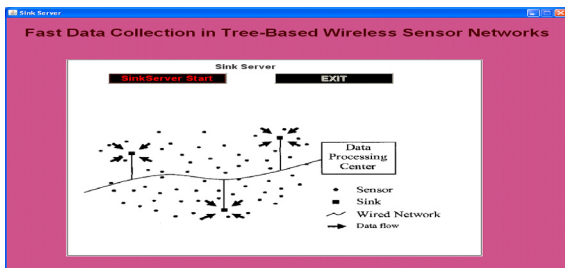 Sink Server
Fast Data Collection in Tree-Based Wireless Sensor Networks
Sink Server
SinkServer Start
EXIT
Data
Processing
Center
Sensor
Sink
Wired Network
Data flow